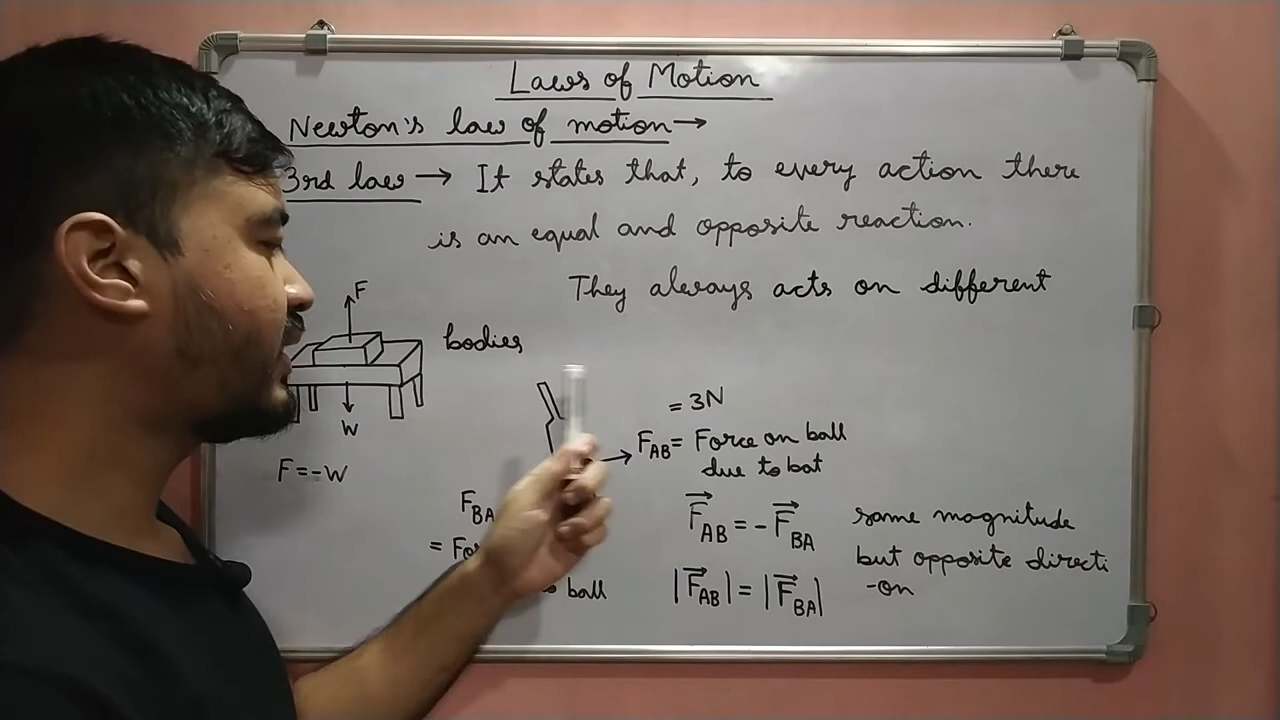 Laws of Motion
Newton's law of motion→
3rd law → It states that, to every action there
is an equal and opposite reaction.
They always acts on different
bodies
F
W
F=-W
= 3N
F_AB = Force on ball
due to bat
F_BA
=
ball
F⃗_AB = -F⃗_BA
|F⃗_AB| = |F⃗_BA|
same magnitude
but opposite directi
-on